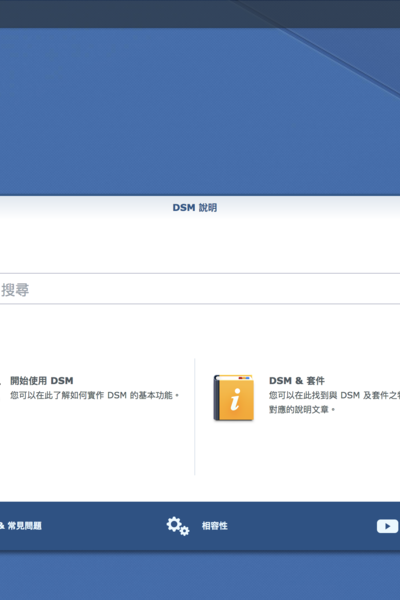 DSM 說明
搜尋
開始使用 DSM
您可以在此了解如何實作 DSM 的基本功能。
DSM & 套件
您可以在此找到與 DSM 及套件之
對應的說明文章。
& 常見問題
相容性